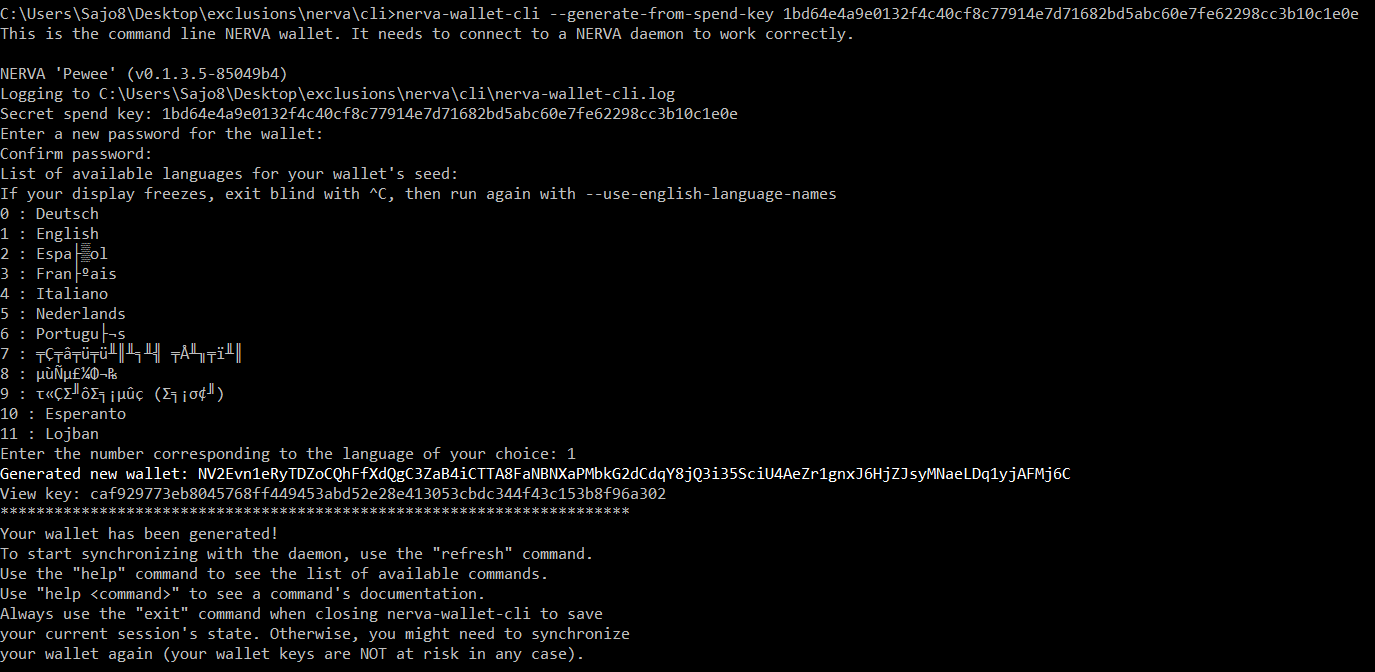 C:\Users\Sajo8\Desktop\exclusions\nerva\cli>nerva-wallet-cli --generate-from-spend-key 1bd64e4a9e0132f4c40cf8c77914e7d71682bd5abc60e7fe62298cc3b10c1e0e
This is the command line NERVA wallet. It needs to connect to a NERVA daemon to work correctly.
NERVA 'Pewee' (v0.1.3.5-85049b4)
Logging to C:\Users\Sajo8\Desktop\exclusions\nerva\cli\nerva-wallet-cli.log
Secret spend key: 1bd64e4a9e0132f4c40cf8c77914e7d71682bd5abc60e7fe62298cc3b10c1e0e
Enter a new password for the wallet:
Confirm password:
List of available languages for your wallet's seed:
If your display freezes, exit blind with ^C, then run again with --use-english-language-names
0 : Deutsch
1 : English
2 : Espa├▒ol
3 : Fran├ºais
4 : Italiano
5 : Nederlands
6 : Portugu├¬s
7 : ╤Ç╤â╤ü╤ü╨║╨╕╨╣ ╤Å╨╖╤ï╨║
8 : µùÑµ£¼Φ¬₧
9 : τ«ÇΣ╜ôΣ╕¡µûç (Σ╕¡σ¢╜)
10 : Esperanto
11 : Lojban
Enter the number corresponding to the language of your choice: 1
Generated new wallet: NV2Evn1eRyTDZoCQhFfXdQgC3ZaB4iCTTA8FaNBNXaPMbkG2dCdqY8jQ3i35SciU4AeZr1gnxJ6HjZJsyMNaeLDq1yjAFMj6C
View key: caf929773eb8045768ff449453abd52e28e413053cbdc344f43c153b8f96a302
**********************************************************************
Your wallet has been generated!
To start synchronizing with the daemon, use the "refresh" command.
Use the "help" command to see the list of available commands.
Use "help <command>" to see a command's documentation.
Always use the "exit" command when closing nerva-wallet-cli to save
your current session's state. Otherwise, you might need to synchronize
your wallet again (your wallet keys are NOT at risk in any case).